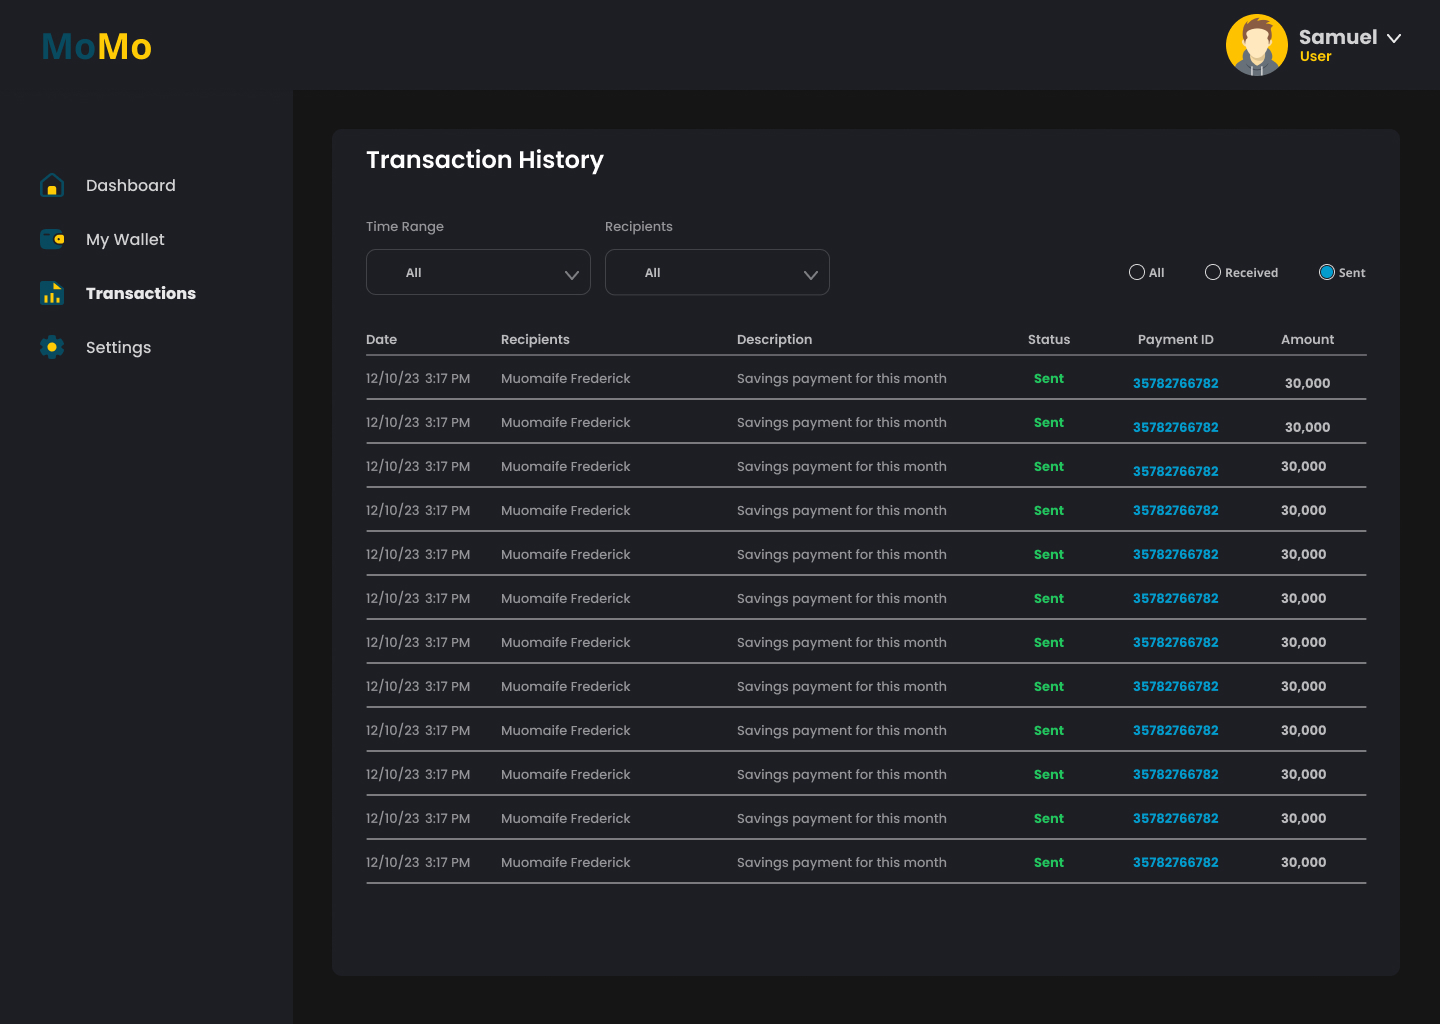 MoMo
Samuel
User
Dashboard
My Wallet
Transactions
Settings
Transaction History
Time Range Recipients
All All All Received Sent
Date Recipients Description Status Payment ID Amount
12/10/23 3:17 PM Muomaife Frederick Savings payment for this month Sent 35782766782 30,000
12/10/23 3:17 PM Muomaife Frederick Savings payment for this month Sent 35782766782 30,000
12/10/23 3:17 PM Muomaife Frederick Savings payment for this month Sent 35782766782 30,000
12/10/23 3:17 PM Muomaife Frederick Savings payment for this month Sent 35782766782 30,000
12/10/23 3:17 PM Muomaife Frederick Savings payment for this month Sent 35782766782 30,000
12/10/23 3:17 PM Muomaife Frederick Savings payment for this month Sent 35782766782 30,000
12/10/23 3:17 PM Muomaife Frederick Savings payment for this month Sent 35782766782 30,000
12/10/23 3:17 PM Muomaife Frederick Savings payment for this month Sent 35782766782 30,000
12/10/23 3:17 PM Muomaife Frederick Savings payment for this month Sent 35782766782 30,000
12/10/23 3:17 PM Muomaife Frederick Savings payment for this month Sent 35782766782 30,000
12/10/23 3:17 PM Muomaife Frederick Savings payment for this month Sent 35782766782 30,000
12/10/23 3:17 PM Muomaife Frederick Savings payment for this month Sent 35782766782 30,000